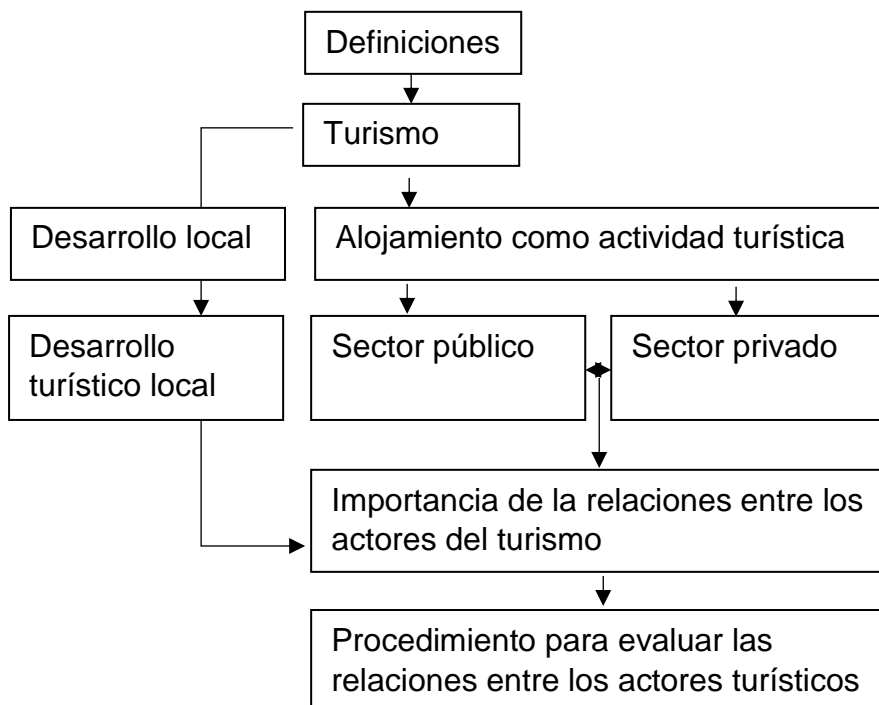 Definiciones
Turismo
Desarrollo local
Alojamiento como actividad turística
Desarrollo
turístico local
Sector público
Sector privado
Importancia de la relaciones entre los
actores del turismo
Procedimiento para evaluar las
relaciones entre los actores turísticos